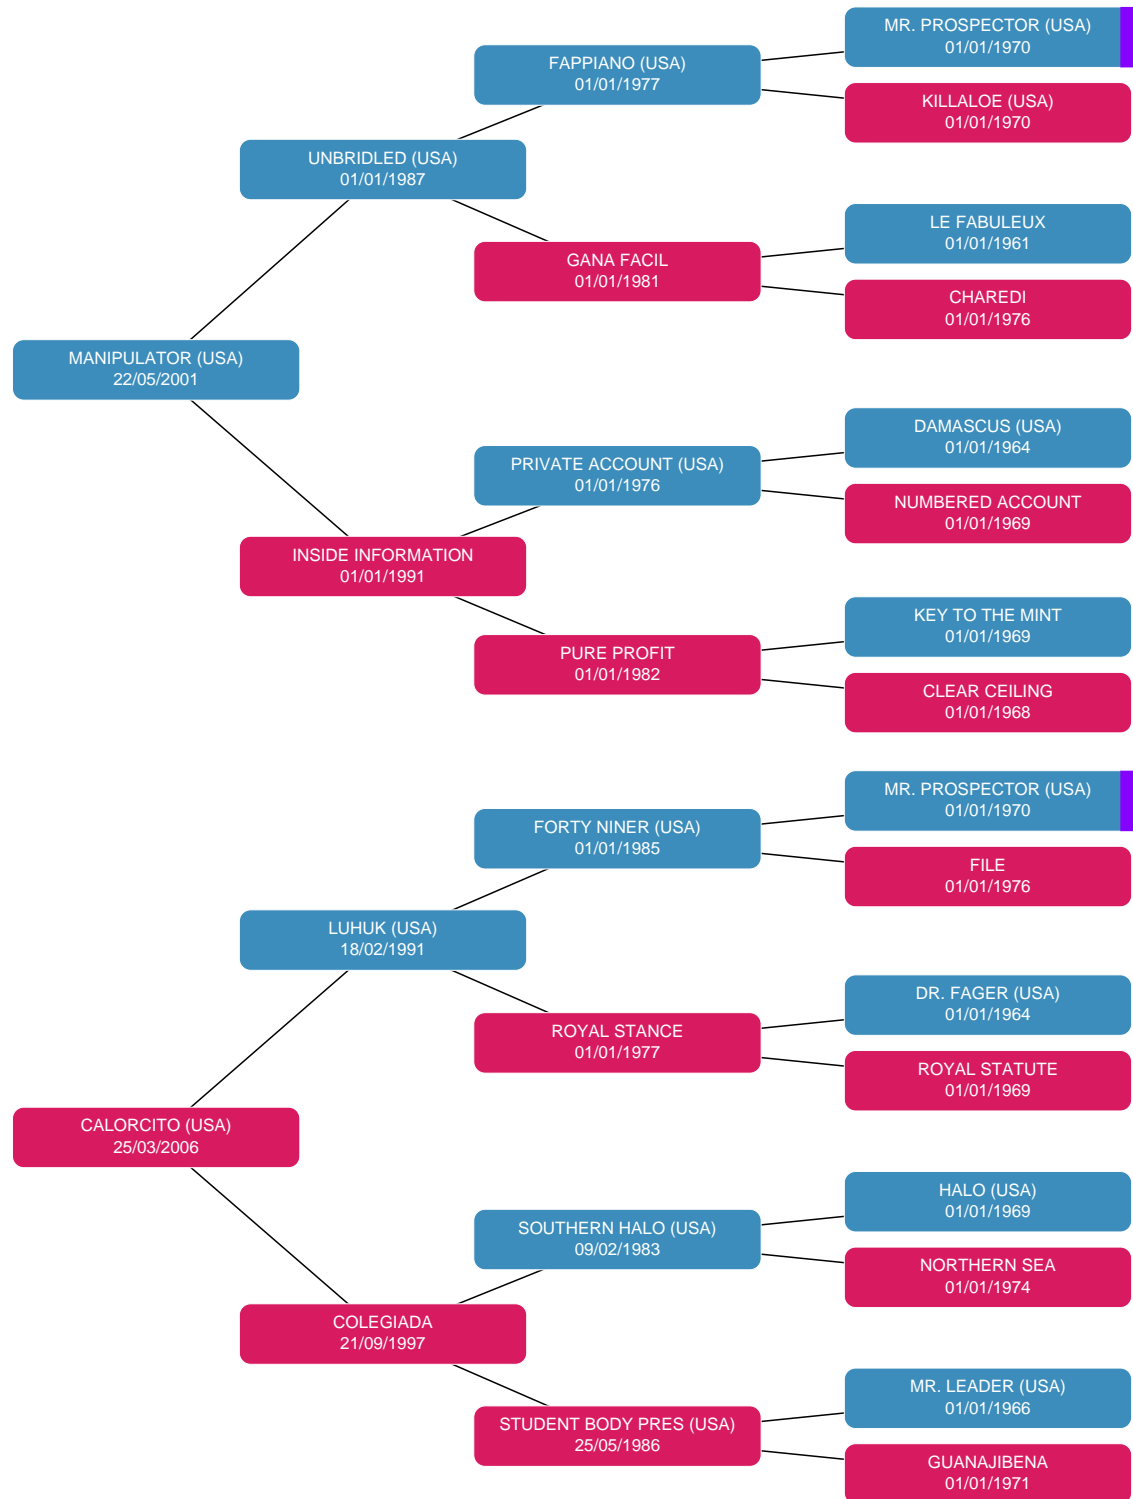 MR. PROSPECTOR (USA)
01/01/1970
FAPPIANO (USA)
01/01/1977
KILLALOE (USA)
01/01/1970
UNBRIDLED (USA)
01/01/1987
LE FABULEUX
01/01/1961
GANA FACIL
01/01/1981
CHAREDI
01/01/1976
MANIPULATOR (USA)
22/05/2001
DAMASCUS (USA)
01/01/1964
PRIVATE ACCOUNT (USA)
01/01/1976
NUMBERED ACCOUNT
01/01/1969
INSIDE INFORMATION
01/01/1991
KEY TO THE MINT
01/01/1969
PURE PROFIT
01/01/1982
CLEAR CEILING
01/01/1968
MR. PROSPECTOR (USA)
01/01/1970
FORTY NINER (USA)
01/01/1985
FILE
01/01/1976
LUHUK (USA)
18/02/1991
DR. FAGER (USA)
01/01/1964
ROYAL STANCE
01/01/1977
ROYAL STATUTE
01/01/1969
CALORCITO (USA)
25/03/2006
HALO (USA)
01/01/1969
SOUTHERN HALO (USA)
09/02/1983
NORTHERN SEA
01/01/1974
COLEGIADA
21/09/1997
MR. LEADER (USA)
01/01/1966
STUDENT BODY PRES (USA)
25/05/1986
GUANAJIBENA
01/01/1971